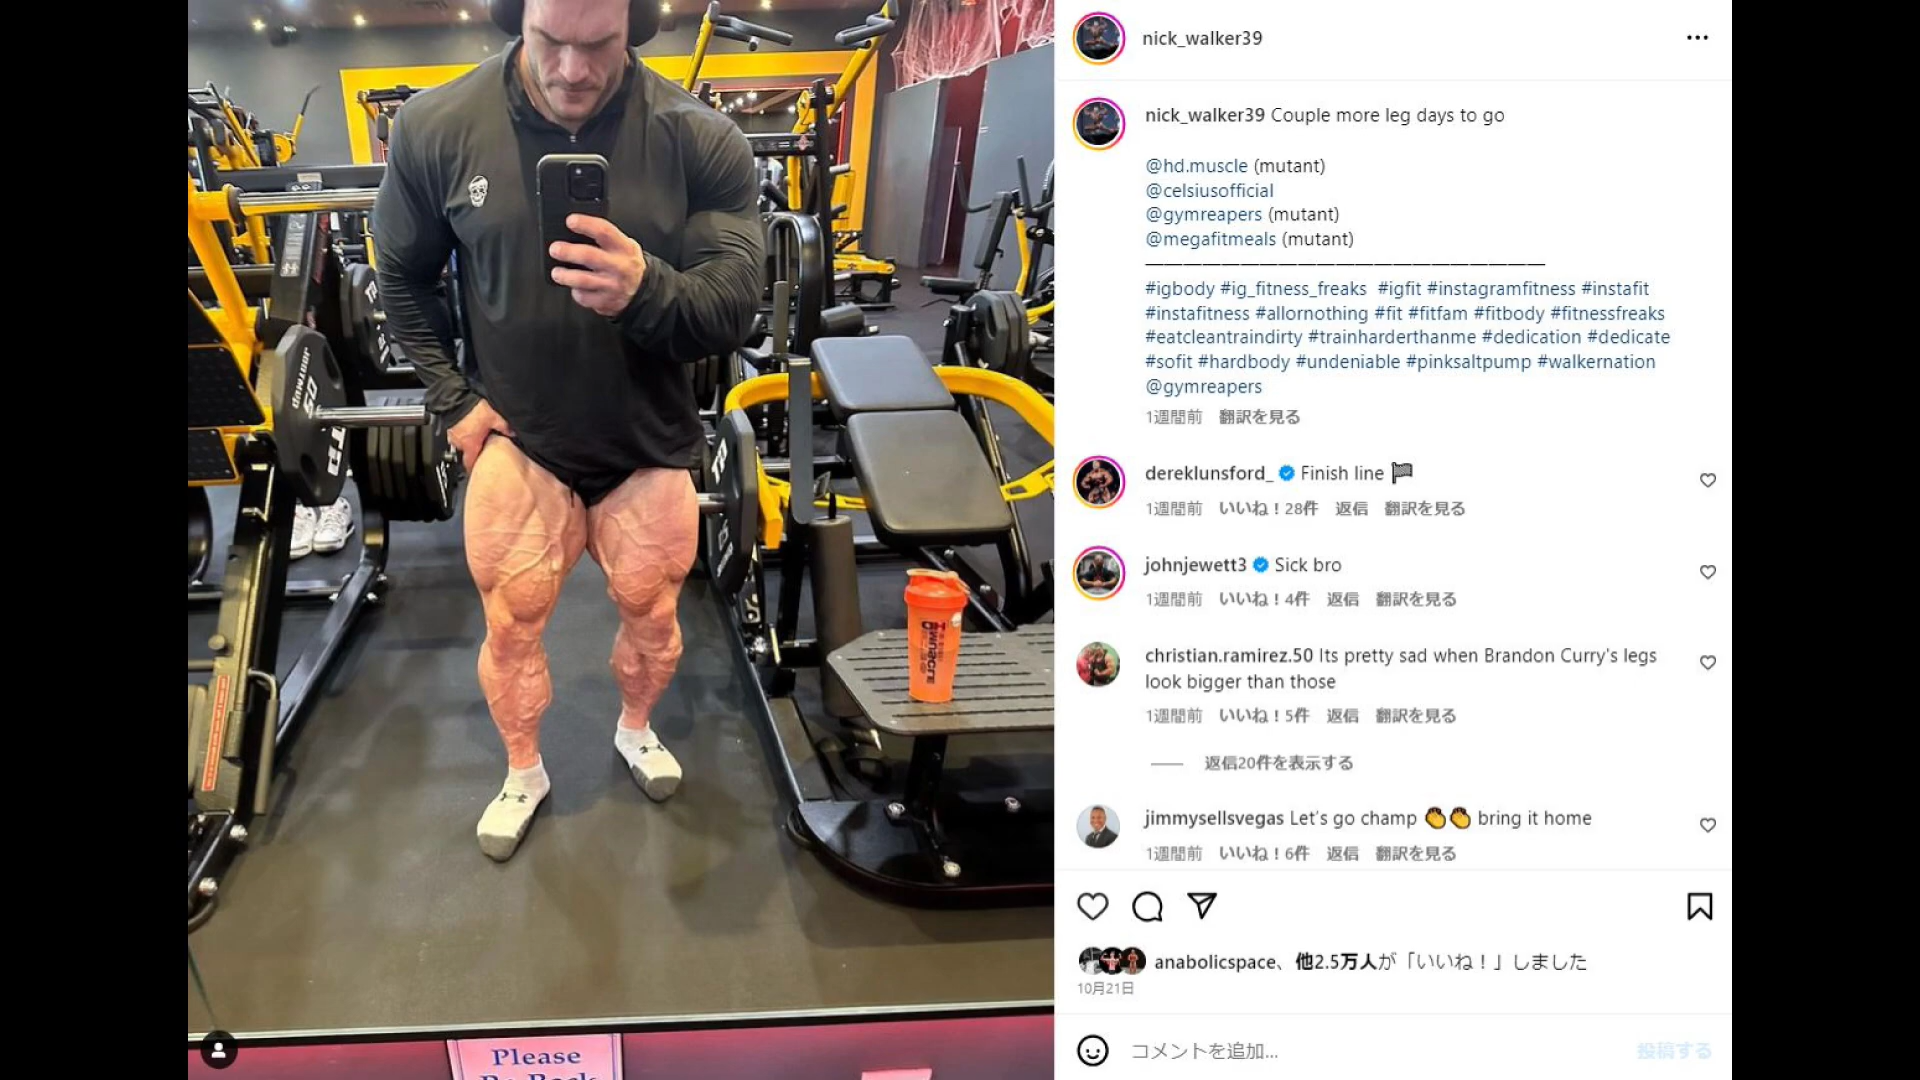 nick_walker39
nick_walker39 Couple more leg days to go
@hd.muscle (mutant)
@celsiusofficial
@gymreapers (mutant)
@megafitmeals (mutant)
—————————————————————
#igbody #ig_fitness_freaks #igfit #instagramfitness #instafit
#instafitness #allornothing #fit #fitfam #fitbody #fitnessfreaks
#eatcleantraindirty #trainharderthanme #dedication #dedicate
#sofit #hardbody #undeniable #pinksaltpump #walkernation
@gymreapers
1週間前 翻訳を見る
dereklunsford_ Finish line
1週間前 いいね！28件 返信 翻訳を見る
johnjewett3 Sick bro
1週間前 いいね！4件 返信 翻訳を見る
christian.ramirez.50 Its pretty sad when Brandon Curry's legs
look bigger than those
1週間前 いいね！5件 返信 翻訳を見る
返信20件を表示する
jimmysellsvegas Let's go champ 👏👏 bring it home
1週間前 いいね！6件 返信 翻訳を見る
anabolicspace、他2.5万人が「いいね！」しました
10月21日
コメントを追加...
投稿する
Please